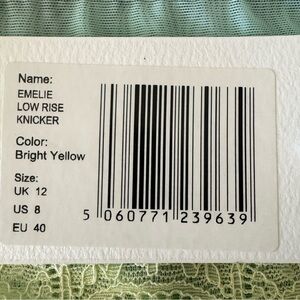 Name:
EMELIE
LOW RISE
KNICKER
Color:
Bright Yellow
Size:
UK 12
US 8
EU 40
5 060771 239639